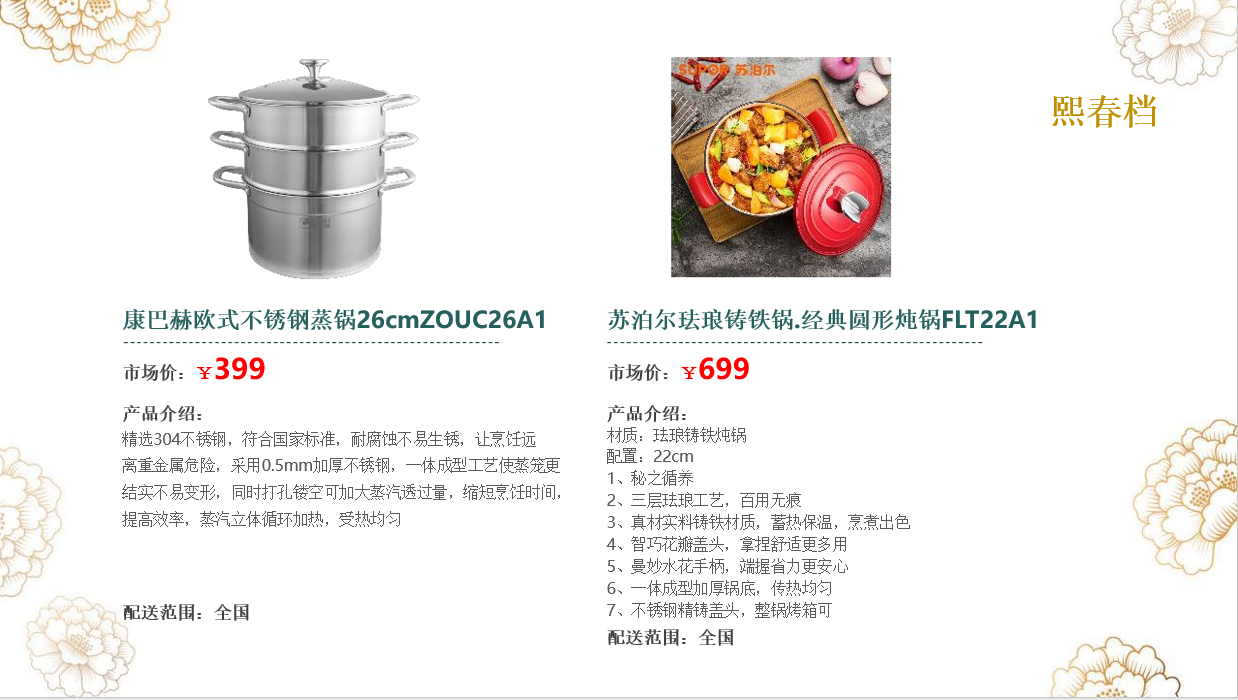 SUPOR 苏泊尔
熙春档
康巴赫欧式不锈钢蒸锅26cmZOUC26A1
市场价：￥399
产品介绍：
精选304不锈钢，符合国家标准，耐腐蚀不易生锈，让烹饪远
离重金属危险，采用0.5mm加厚不锈钢，一体成型工艺使蒸笼更
结实不易变形，同时打孔镂空可加大蒸汽透过量，缩短烹饪时间，
提高效率，蒸汽立体循环加热，受热均匀
配送范围：全国
苏泊尔珐琅铸铁锅.经典圆形炖锅FLT22A1
市场价：￥699
产品介绍：
材质：珐琅铸铁炖锅
配置：22cm
1、秘之循养
2、三层珐琅工艺，百用无痕
3、真材实料铸铁材质，蓄热保温，烹煮出色
4、智巧花瓣盖头，拿捏舒适更多用
5、曼妙水花手柄，端握省力更安心
6、一体成型加厚锅底，传热均匀
7、不锈钢精铸盖头，整锅烤箱可
配送范围：全国